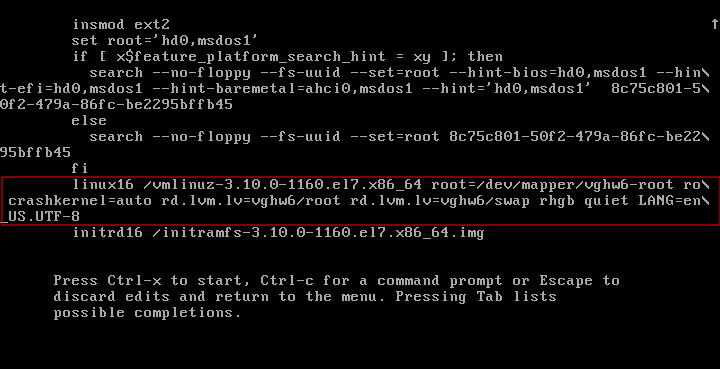 insmod ext2
set root='hd0,msdos1'
if [ x$feature_platform_search_hint = xy ]; then
search --no-floppy --fs-uuid --set=root --hint-bios=hd0,msdos1 --hin\
t-efi=hd0,msdos1 --hint-baremetal=ahci0,msdos1 --hint='hd0,msdos1'  8c75c801-5\
0f2-479a-86fc-be2295bffb45
else
search --no-floppy --fs-uuid --set=root 8c75c801-50f2-479a-86fc-be22\
95bffb45
fi
linux16 /vmlinuz-3.10.0-1160.el7.x86_64 root=/dev/mapper/vghw6-root ro\
crashkernel=auto rd.lvm.lv=vghw6/root rd.lvm.lv=vghw6/swap rhgb quiet LANG=en\
_US.UTF-8
initrd16 /initramfs-3.10.0-1160.el7.x86_64.img
Press Ctrl-x to start, Ctrl-c for a command prompt or Escape to
discard edits and return to the menu. Pressing Tab lists
possible completions.